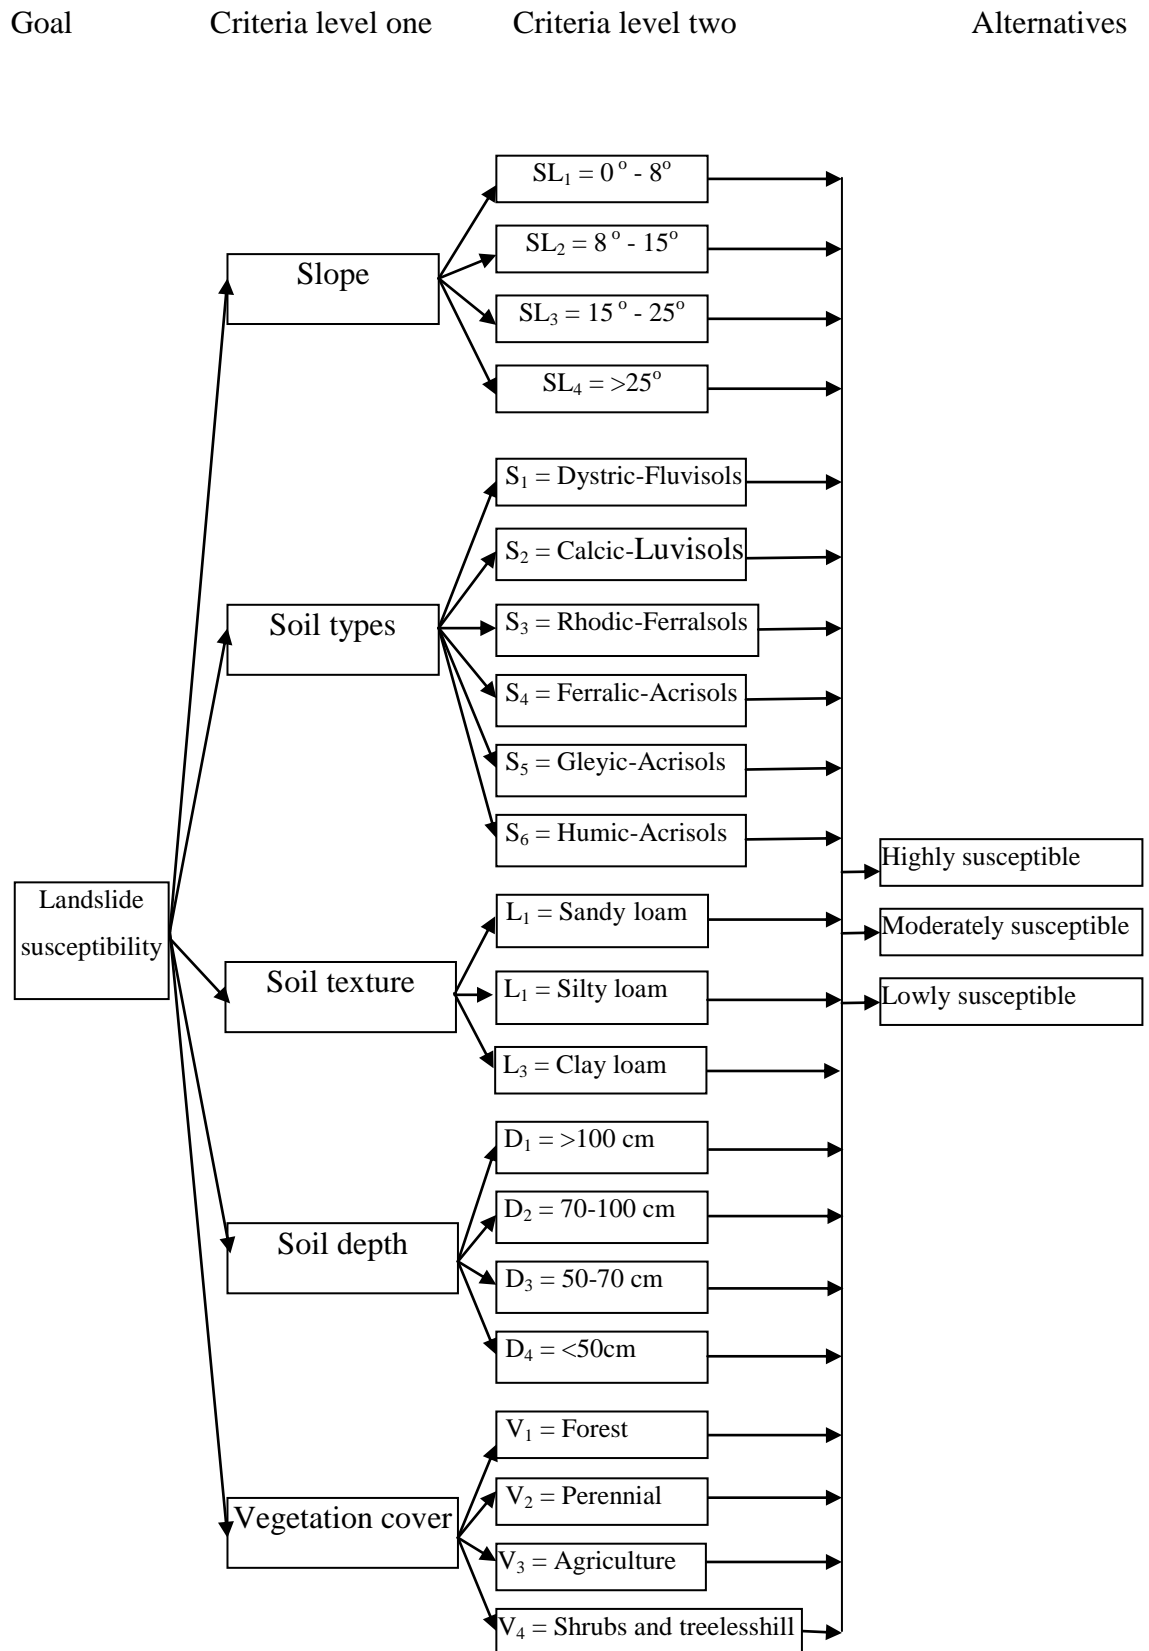 Goal Criteria level one Criteria level two Alternatives
SL₁ = 0° - 8°
SL₂ = 8° - 15°
Slope
SL₃ = 15° - 25°
SL₄ = >25°
S₁ = Dystric-Fluvisols
S₂ = Calcic-Luvisols
Soil types
S₃ = Rhodic-Ferralsols
S₄ = Ferralic-Acrisols
S₅ = Gleyic-Acrisols
S₆ = Humic-Acrisols
Highly susceptible
Landslide
susceptibility
L₁ = Sandy loam
Moderately susceptible
Soil texture
L₁ = Silty loam
Lowly susceptible
L₃ = Clay loam
D₁ = >100 cm
D₂ = 70-100 cm
Soil depth
D₃ = 50-70 cm
D₄ = <50cm
V₁ = Forest
V₂ = Perennial
Vegetation cover
V₃ = Agriculture
V₄ = Shrubs and treelesshill